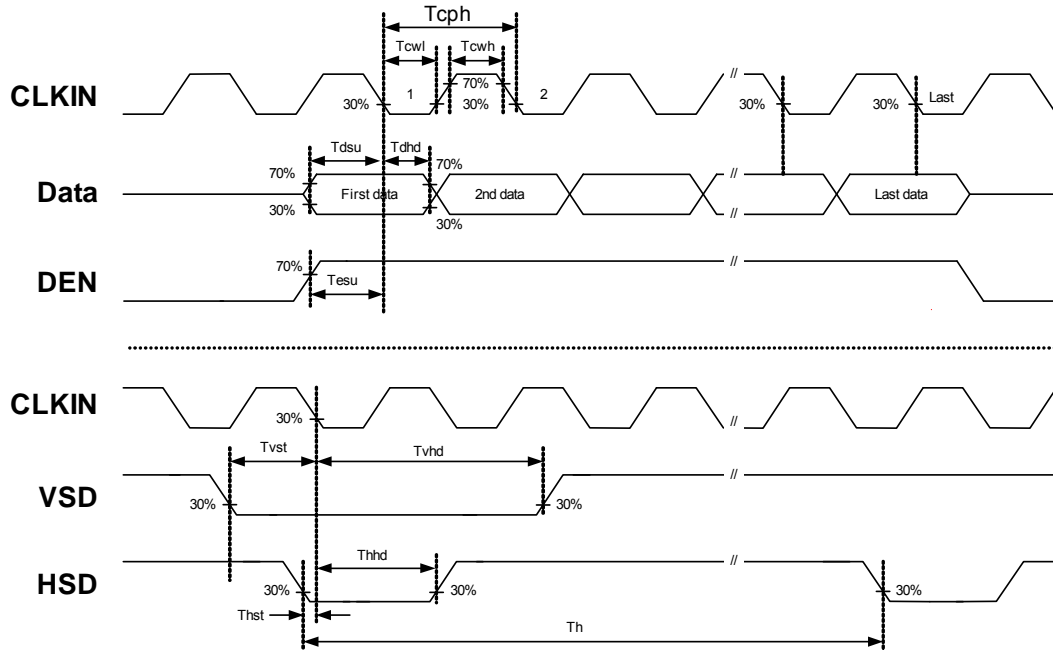 Tcph
Tcwl Tcwh
CLKIN 30% 1 70% 30% 2 // 30% 30% Last
Tdsu Tdhd
Data 70% 30% First data 70% 30% 2nd data // // Last data
DEN 70% Tesu //
CLKIN 30% //
Tvst Tvhd
VSD 30% 30% //
Thhd
HSD 30% 30% // 30%
Thst
Th